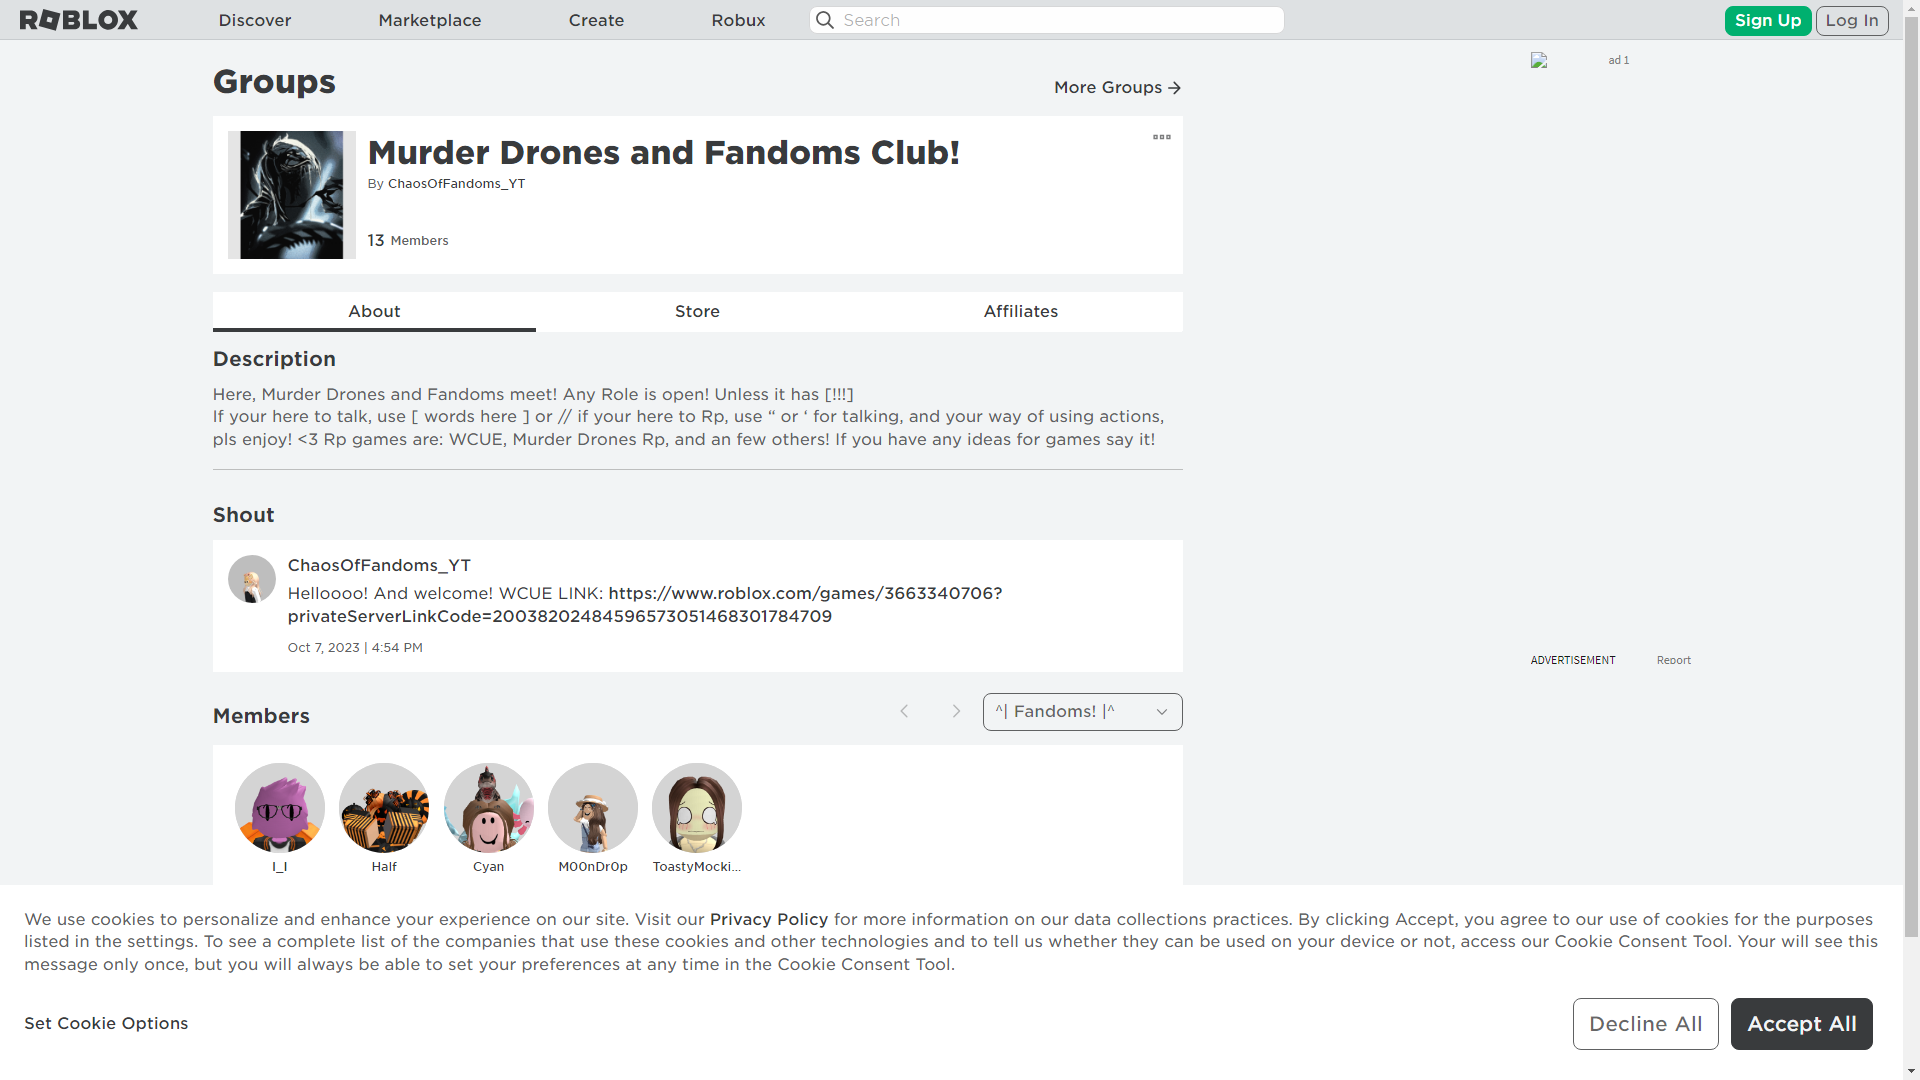 ROBLOX
Discover
Marketplace
Create
Robux
Search
Sign Up
Log In
Groups
More Groups
ad 1
Murder Drones and Fandoms Club!
By ChaosOfFandoms_YT
13 Members
About
Store
Affiliates
Description
Here, Murder Drones and Fandoms meet! Any Role is open! Unless it has [!!!]
If your here to talk, use [ words here ] or // if your here to Rp, use “ or ‘ for talking, and your way of using actions,
pls enjoy! <3 Rp games are: WCUE, Murder Drones Rp, and an few others! If you have any ideas for games say it!
Shout
ChaosOfFandoms_YT
Helloooo! And welcome! WCUE LINK: https://www.roblox.com/games/3663340706?
privateServerLinkCode=20038202484596573051468301784709
Oct 7, 2023 | 4:54 PM
ADVERTISEMENT
Report
Members
^| Fandoms! |^
I_I
Half
Cyan
M00nDr0p
ToastyMocki...
We use cookies to personalize and enhance your experience on our site. Visit our Privacy Policy for more information on our data collections practices. By clicking Accept, you agree to our use of cookies for the purposes
listed in the settings. To see a complete list of the companies that use these cookies and other technologies and to tell us whether they can be used on your device or not, access our Cookie Consent Tool. Your will see this
message only once, but you will always be able to set your preferences at any time in the Cookie Consent Tool.
Set Cookie Options
Decline All
Accept All